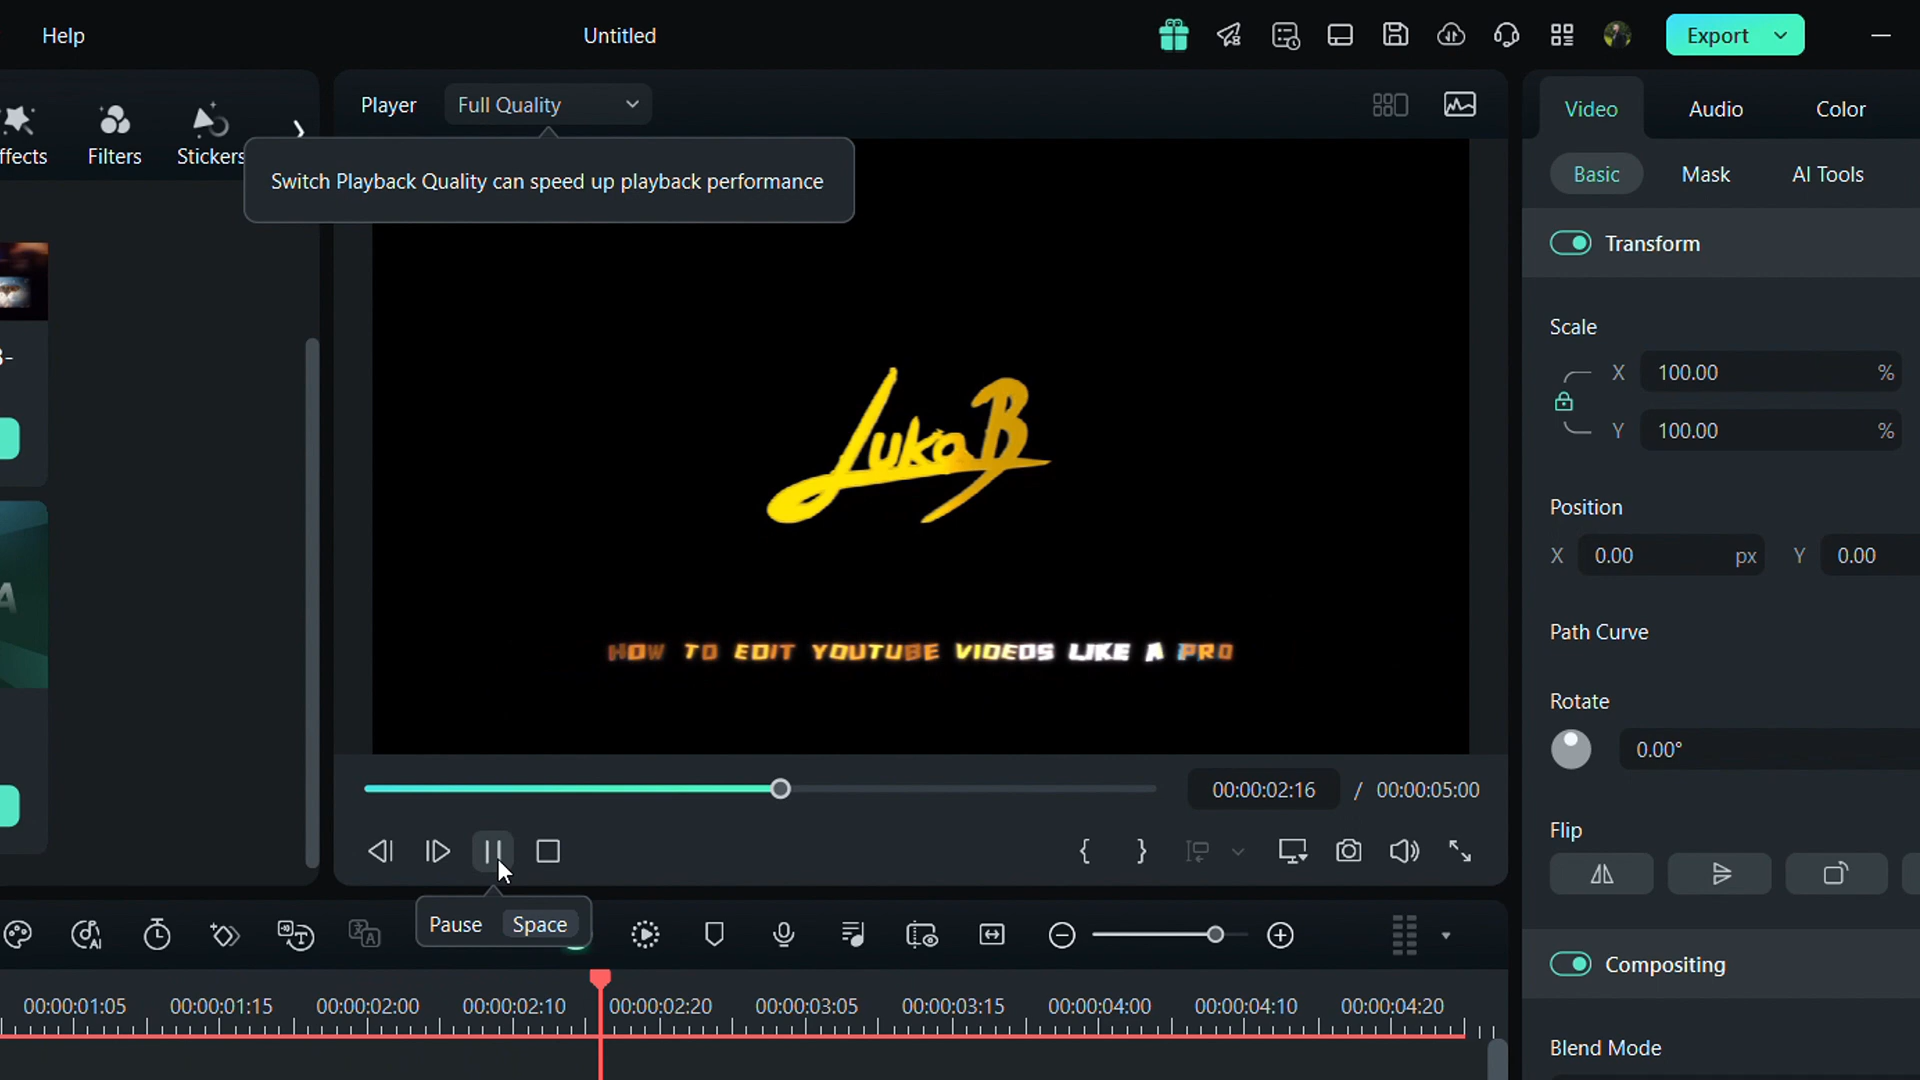 Help
Untitled
Export
ffects
Filters
Stickers
Player
Full Quality
Switch Playback Quality can speed up playback performance
Video
Audio
Color
Basic
Mask
AI Tools
Transform
Scale
X 100.00 %
Y 100.00 %
Position
X 0.00 px Y 0.00
Path Curve
Rotate
0.00°
Flip
Compositing
Blend Mode
3-
A
Luka B
HOW TO EDIT YOUTUBE VIDEOS LIKE A PRO
00:00:02:16 / 00:00:05:00
{ }
Pause Space
00:00:01:05 00:00:01:15 00:00:02:00 00:00:02:10 00:00:02:20 00:00:03:05 00:00:03:15 00:00:04:00 00:00:04:10 00:00:04:20